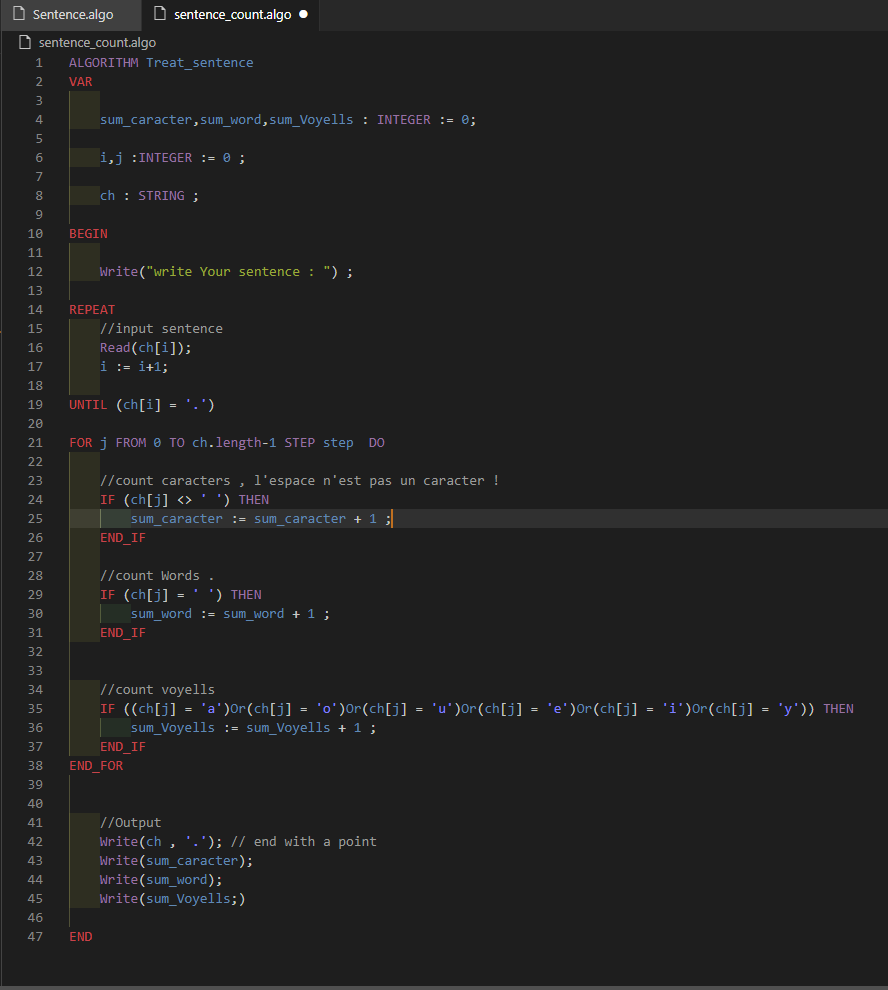 Sentence.algo sentence_count.algo
sentence_count.algo
1 ALGORITHM Treat_sentence
2 VAR
3
4 sum_caracter,sum_word,sum_Voyells : INTEGER := 0;
5
6 i,j :INTEGER := 0 ;
7
8 ch : STRING ;
9
10 BEGIN
11
12 Write("write Your sentence : ") ;
13
14 REPEAT
15 //input sentence
16 Read(ch[i]);
17 i := i+1;
18
19 UNTIL (ch[i] = '.')
20
21 FOR j FROM 0 TO ch.length-1 STEP step  DO
22
23 //count caracters , l'espace n'est pas un caracter !
24 IF (ch[j] <> ' ') THEN
25 sum_caracter := sum_caracter + 1 ;
26 END_IF
27
28 //count Words .
29 IF (ch[j] = ' ') THEN
30 sum_word := sum_word + 1 ;
31 END_IF
32
33
34 //count voyells
35 IF ((ch[j] = 'a')Or(ch[j] = 'o')Or(ch[j] = 'u')Or(ch[j] = 'e')Or(ch[j] = 'i')Or(ch[j] = 'y')) THEN
36 sum_Voyells := sum_Voyells + 1 ;
37 END_IF
38 END_FOR
39
40
41 //Output
42 Write(ch , '.'); // end with a point
43 Write(sum_caracter);
44 Write(sum_word);
45 Write(sum_Voyells;)
46
47 END